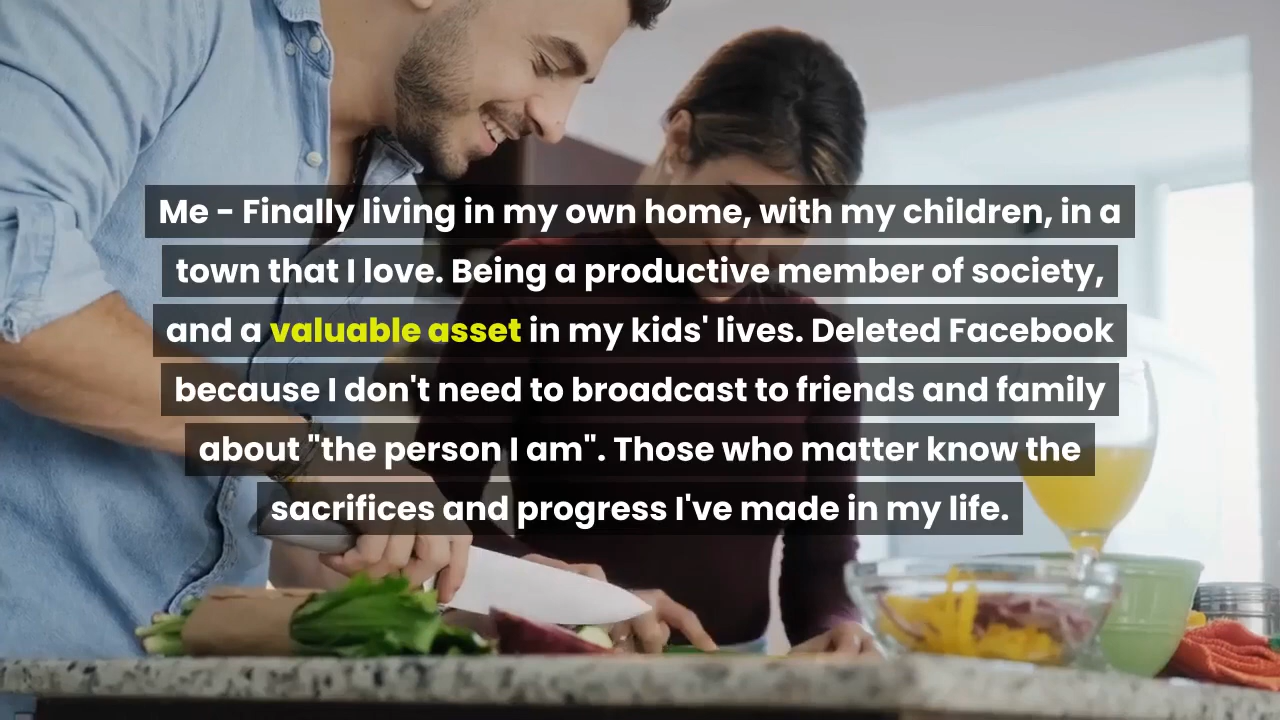 Me - Finally living in my own home, with my children, in a
town that I love. Being a productive member of society,
and a valuable asset in my kids' lives. Deleted Facebook
because I don't need to broadcast to friends and family
about "the person I am". Those who matter know the
sacrifices and progress I've made in my life.